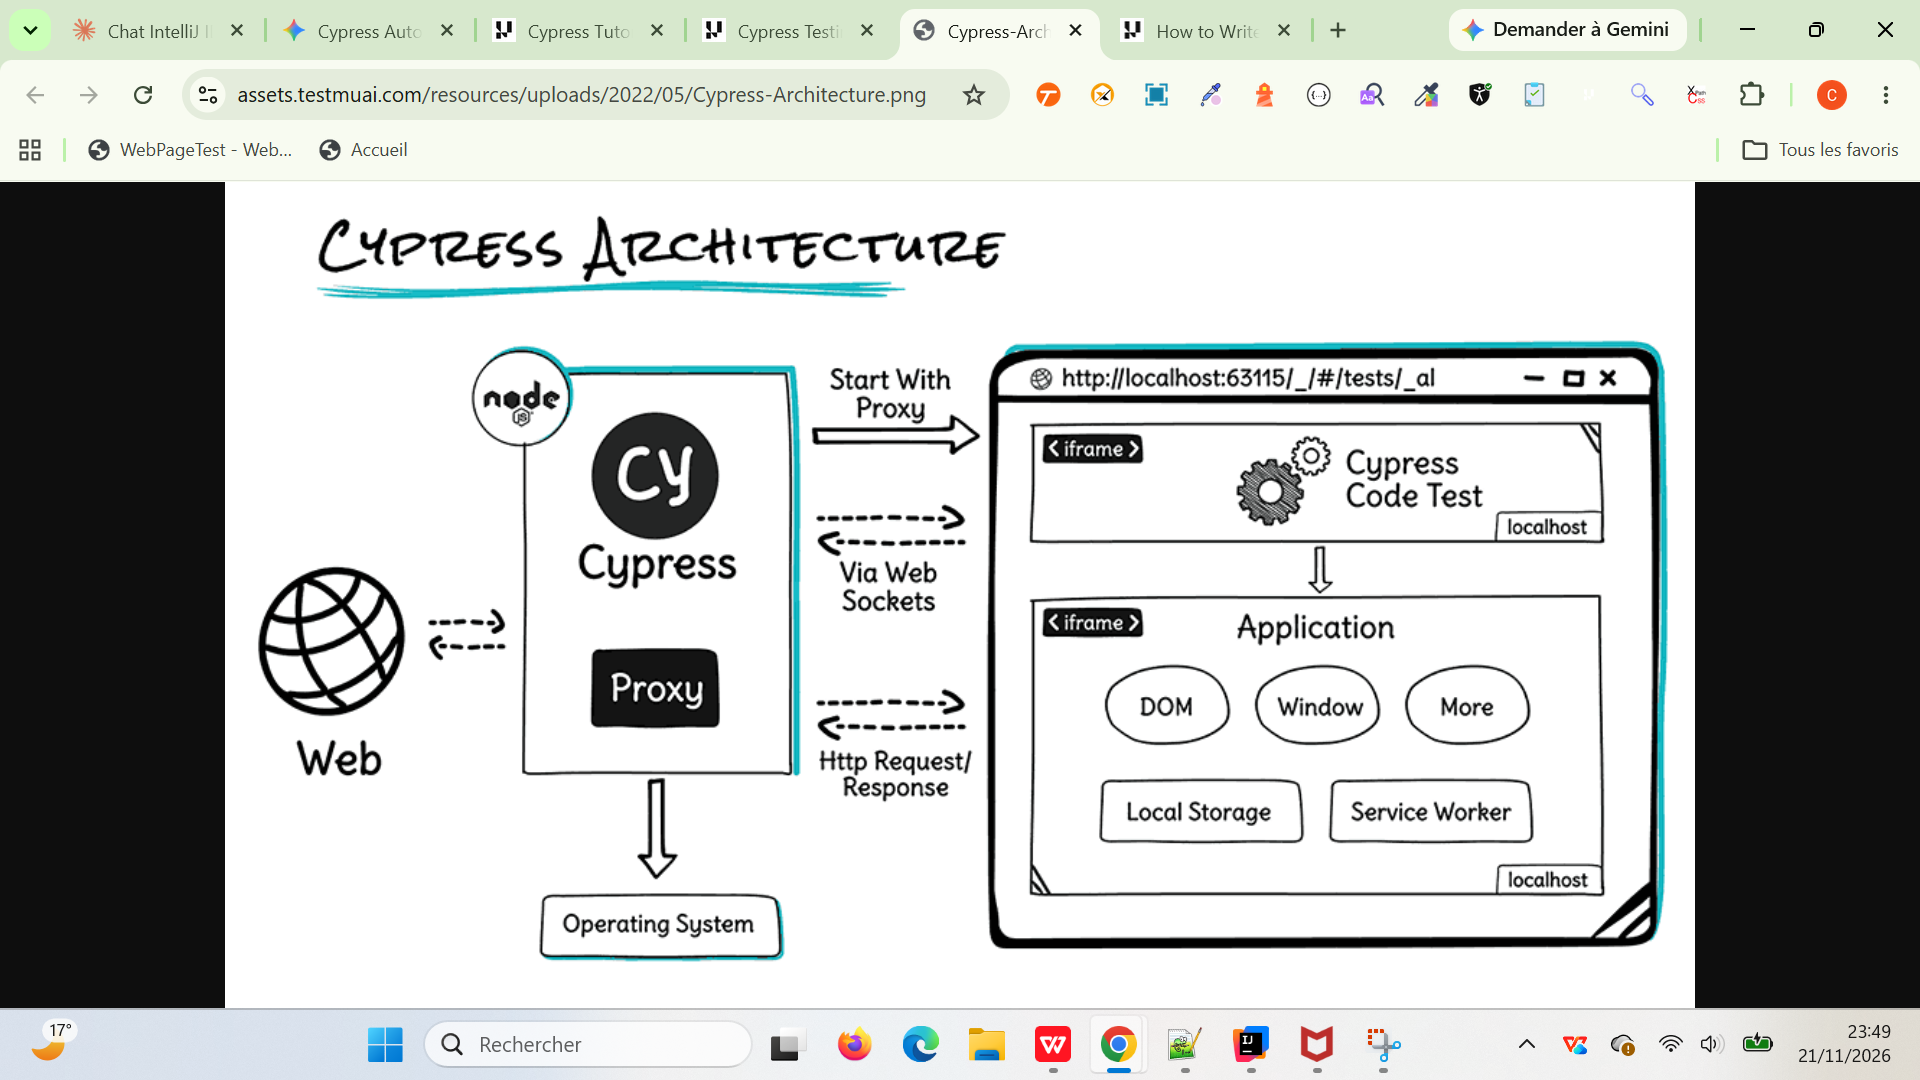 Chat IntelliJ I
Cypress Auto
Cypress Tuto
Cypress Testi
Cypress-Arch
How to Write
Demander à Gemini
assets.testmuai.com/resources/uploads/2022/05/Cypress-Architecture.png
C
WebPageTest - Web...
Accueil
Tous les favoris
CYPRESS ARCHITECTURE
node
JS
Cy
Cypress
Proxy
Web
Operating System
Start With
Proxy
Via Web
Sockets
Http Request/
Response
http://localhost:63115/_/#/tests/_al
< iframe >
Cypress
Code Test
localhost
< iframe >
Application
DOM
Window
More
Local Storage
Service Worker
localhost
17°
Rechercher
23:49
21/11/2026